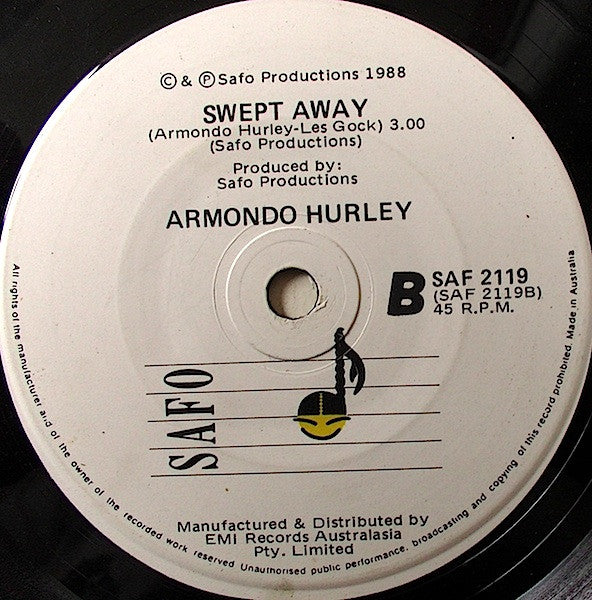 © & ℗ Safo Productions 1988
SWEPT AWAY
(Armondo Hurley-Les Gock) 3.00
(Safo Productions)
Produced by:
Safo Productions
ARMONDO HURLEY
B
SAF 2119
(SAF 2119B)
45 R.P.M.
SAFO
Manufactured & Distributed by
EMI Records Australasia
Pty. Limited
All rights of the manufacturer and of the owner of the recorded work reserved Unauthorised public performance, broadcasting and copying of this record prohibited. Made in Australia